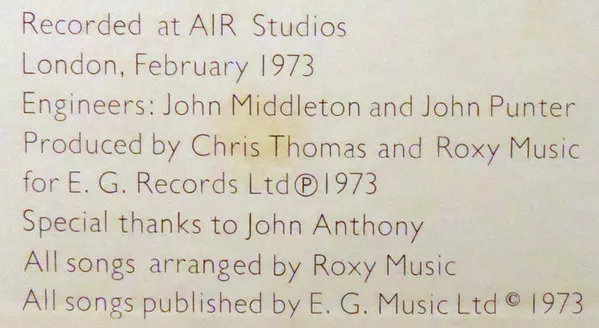 Recorded at AIR Studios
London, February 1973
Engineers: John Middleton and John Punter
Produced by Chris Thomas and Roxy Music
for E. G. Records Ltd ℗ 1973
Special thanks to John Anthony
All songs arranged by Roxy Music
All songs published by E. G. Music Ltd © 1973